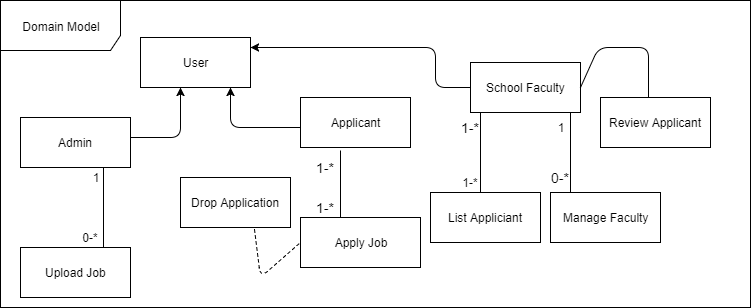 Domain Model
User
School Faculty
Admin
Applicant
Review Applicant
1-*
1
1
1-*
Drop Application
1-*
0-*
1-*
List Appliciant
Manage Faculty
0-*
Apply Job
Upload Job